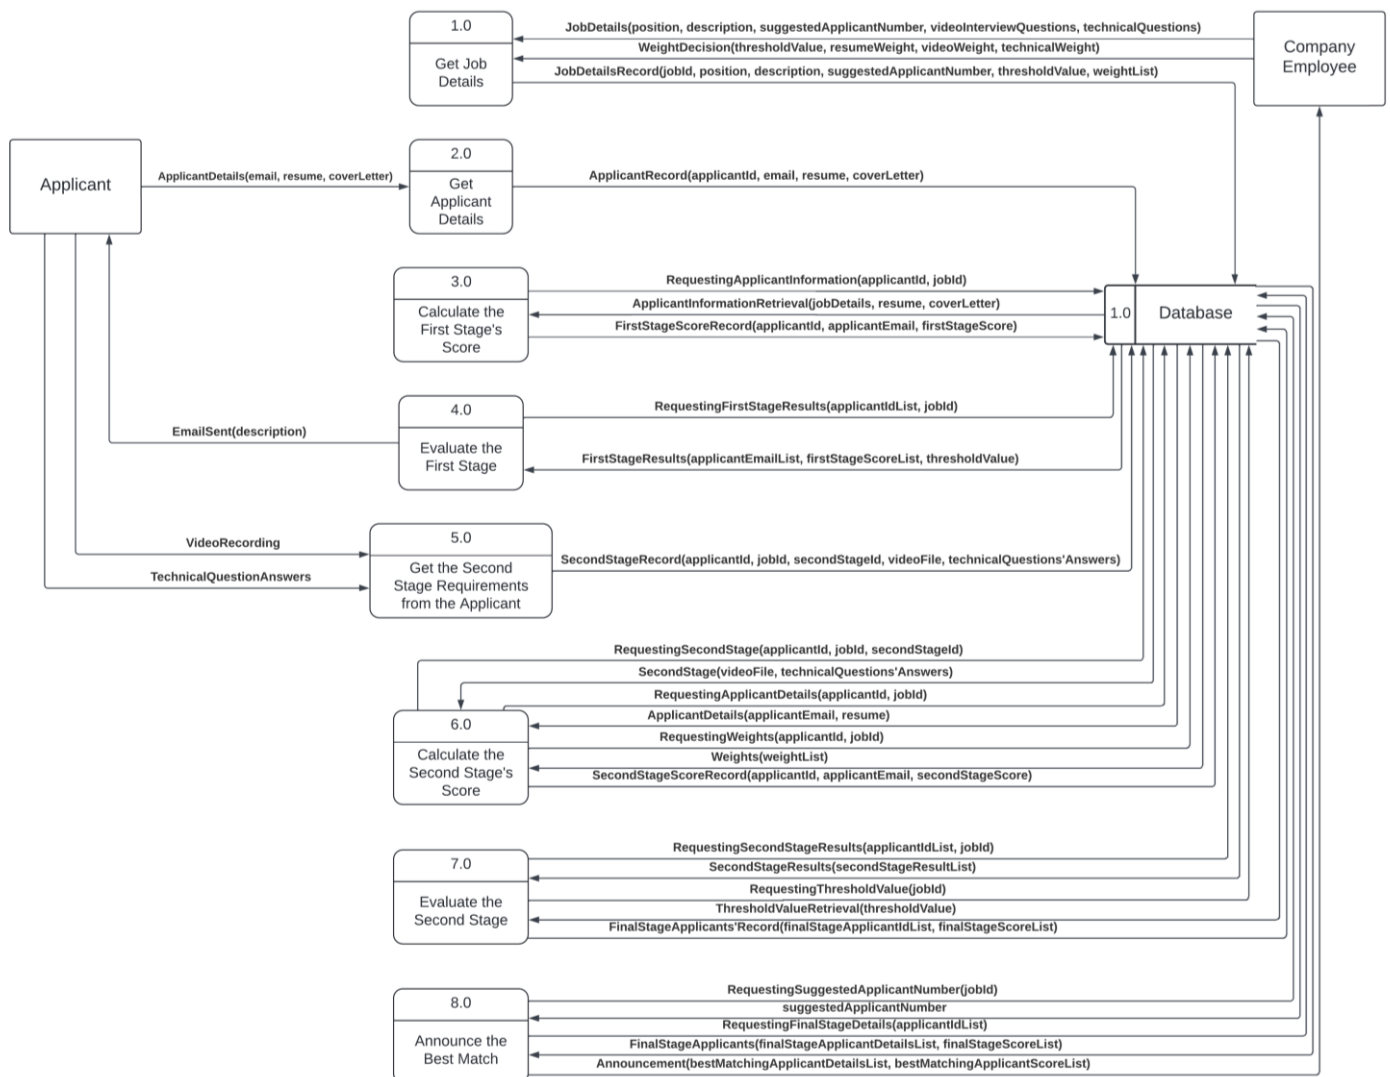 1.0
Get Job
Details
JobDetails(position, description, suggestedApplicantNumber, videoInterviewQuestions, technicalQuestions)
WeightDecision(thresholdValue, resumeWeight, videoWeight, technicalWeight)
JobDetailsRecord(jobId, position, description, suggestedApplicantNumber, thresholdValue, weightList)
Company
Employee
Applicant
ApplicantDetails(email, resume, coverLetter)
2.0
Get
Applicant
Details
ApplicantRecord(applicantId, email, resume, coverLetter)
3.0
Calculate the
First Stage's
Score
RequestingApplicantInformation(applicantId, jobId)
ApplicantInformationRetrieval(jobDetails, resume, coverLetter)
FirstStageScoreRecord(applicantId, applicantEmail, firstStageScore)
1.0
Database
4.0
Evaluate the
First Stage
RequestingFirstStageResults(applicantIdList, jobId)
EmailSent(description)
FirstStageResults(applicantEmailList, firstStageScoreList, thresholdValue)
VideoRecording
TechnicalQuestionAnswers
5.0
Get the Second
Stage Requirements
from the Applicant
SecondStageRecord(applicantId, jobId, secondStageId, videoFile, technicalQuestions'Answers)
RequestingSecondStage(applicantId, jobId, secondStageId)
SecondStage(videoFile, technicalQuestions'Answers)
RequestingApplicantDetails(applicantId, jobId)
ApplicantDetails(applicantEmail, resume)
RequestingWeights(applicantId, jobId)
Weights(weightList)
SecondStageScoreRecord(applicantId, applicantEmail, secondStageScore)
6.0
Calculate the
Second Stage's
Score
7.0
Evaluate the
Second Stage
RequestingSecondStageResults(applicantIdList, jobId)
SecondStageResults(secondStageResultList)
RequestingThresholdValue(jobId)
ThresholdValueRetrieval(thresholdValue)
FinalStageApplicants'Record(finalStageApplicantIdList, finalStageScoreList)
8.0
Announce the
Best Match
RequestingSuggestedApplicantNumber(jobId)
suggestedApplicantNumber
RequestingFinalStageDetails(applicantIdList)
FinalStageApplicants(finalStageApplicantDetailsList, finalStageScoreList)
Announcement(bestMatchingApplicantDetailsList, bestMatchingApplicantScoreList)